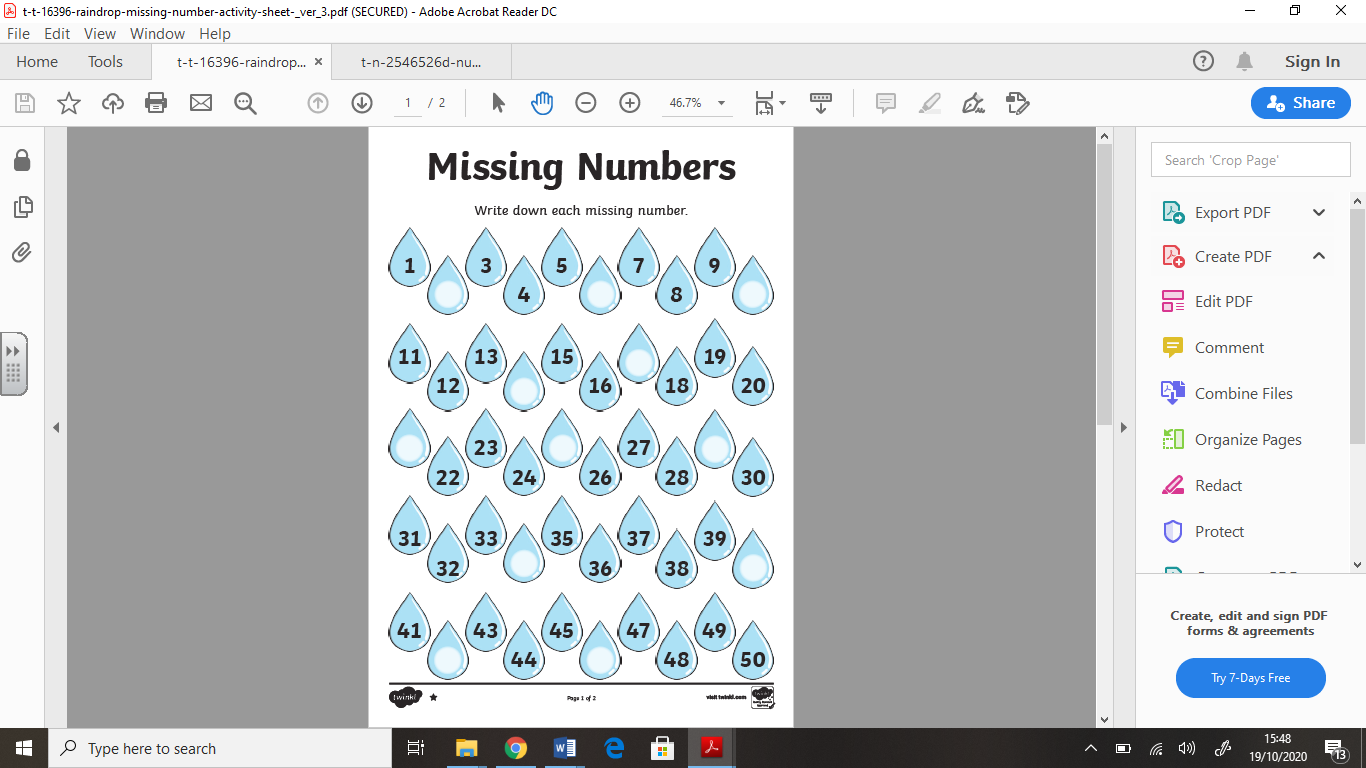 t-t-16396-raindrop-missing-number-activity-sheet-_ver_3.pdf (SECURED) - Adobe Acrobat Reader DC
File Edit View Window Help
Home Tools t-t-16396-raindrop... × t-n-2546526d-nu... Sign In
1 / 2 46.7% Share
Missing Numbers
Write down each missing number.
1 3 4 5 7 8 9
11 12 13 15 16 18 19 20
22 23 24 26 27 28 30
31 32 33 35 36 37 38 39
41 43 44 45 47 48 49 50
twinkl Page 1 of 2 visit twinkl.com
Search 'Crop Page'
Export PDF
Create PDF
Edit PDF
Comment
Combine Files
Organize Pages
Redact
Protect
Create, edit and sign PDF
forms & agreements
Try 7-Days Free
Type here to search
15:48
19/10/2020
13